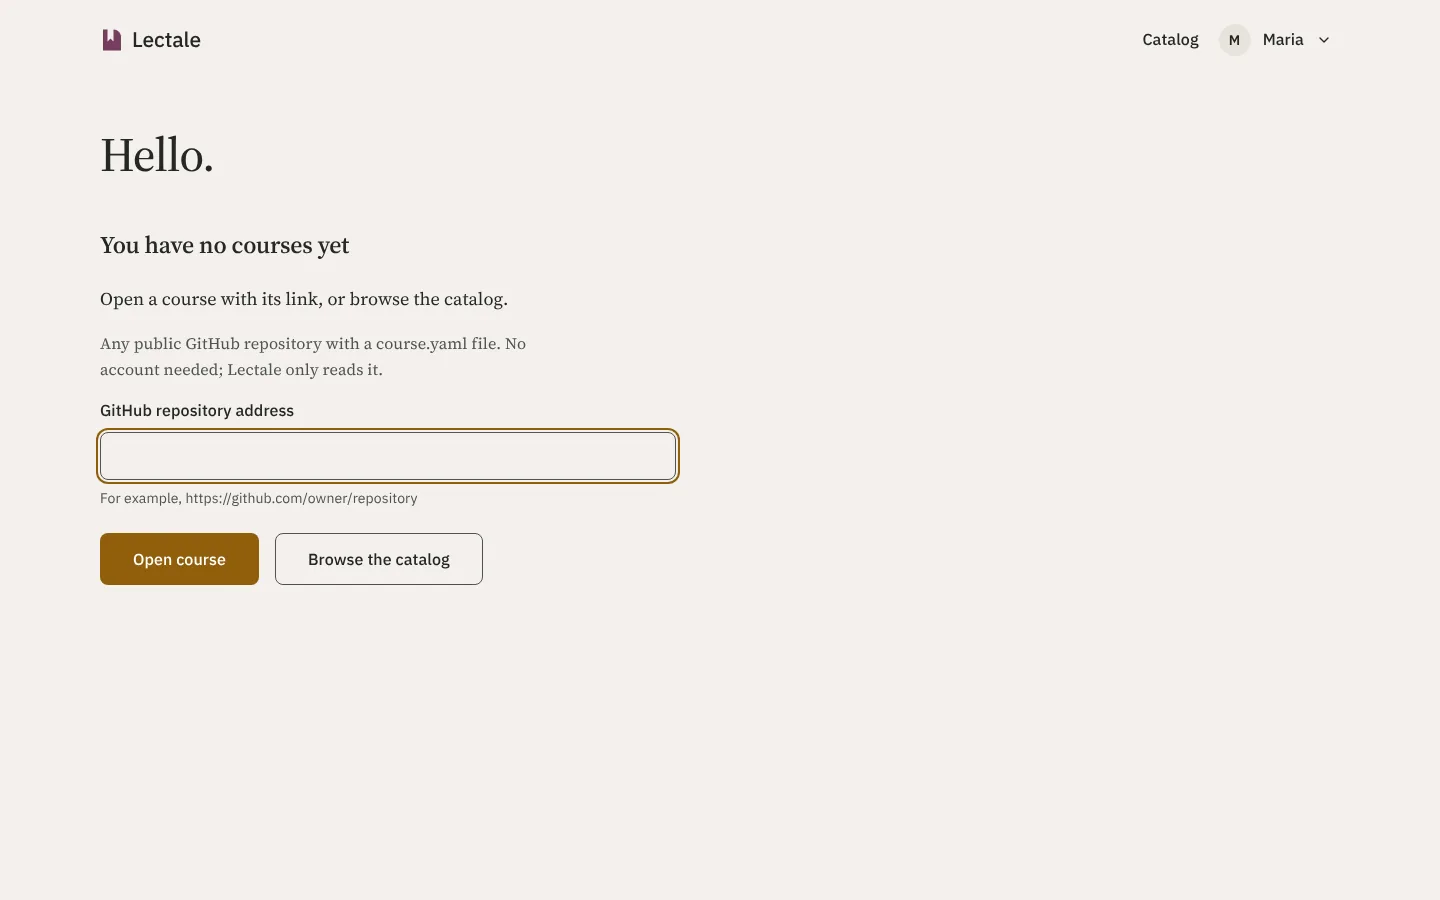 Lectale
Catalog
M
Maria
Hello.
You have no courses yet
Open a course with its link, or browse the catalog.
Any public GitHub repository with a course.yaml file. No
account needed; Lectale only reads it.
GitHub repository address
For example, https://github.com/owner/repository
Open course
Browse the catalog